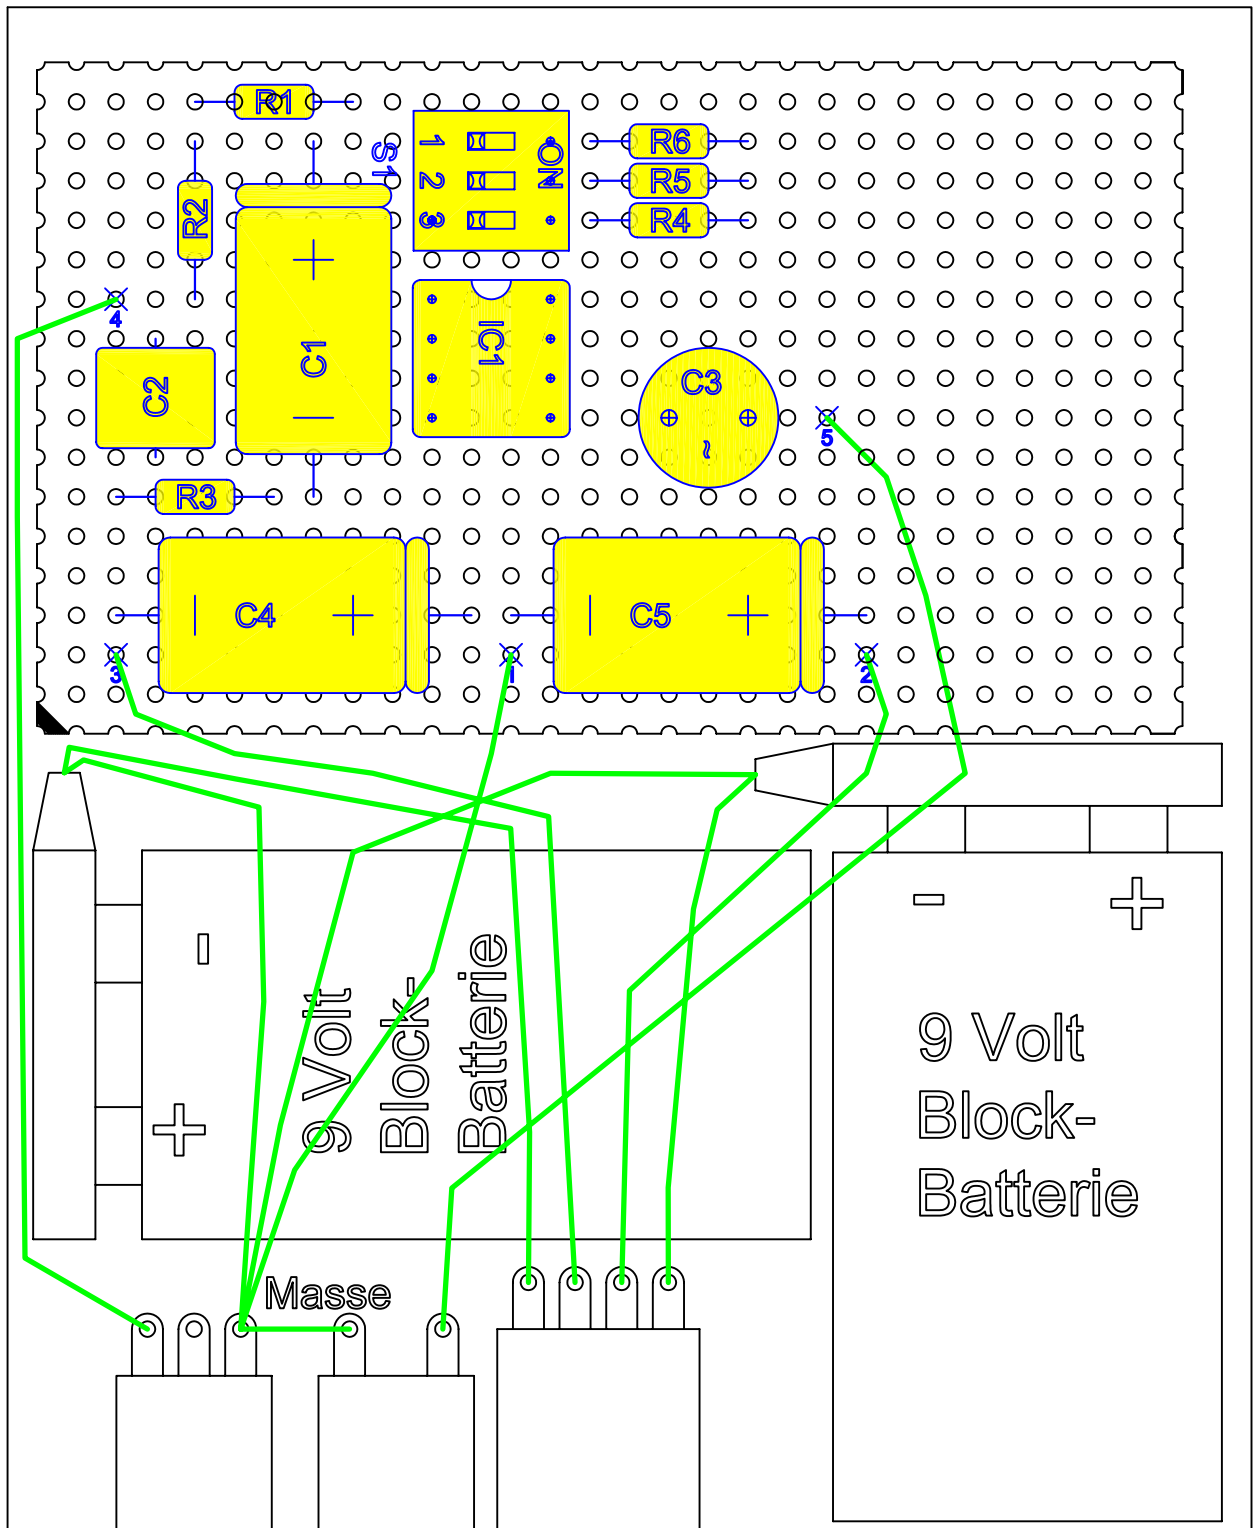 R1
S1
1
2
3
ON
R6
R5
R4
R2
4
C1
IC1
C2
C3
~
5
R3
C4
C5
3
1
2
-
+
9 Volt
Block-
Batterie
-
+
9 Volt
Block-
Batterie
Masse